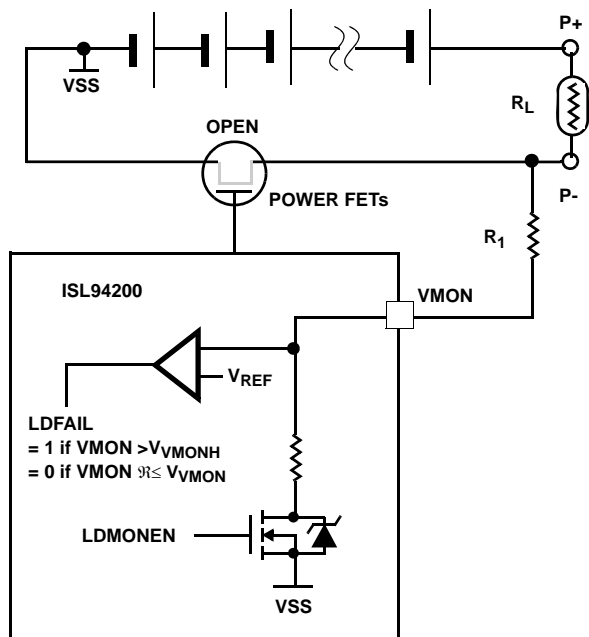 P+
VSS
RL
OPEN
P-
POWER FETs
R1
ISL94200
VMON
VREF
LDFAIL
= 1 if VMON >VVMONH
= 0 if VMON ℜ≤ VVMON
LDMONEN
VSS